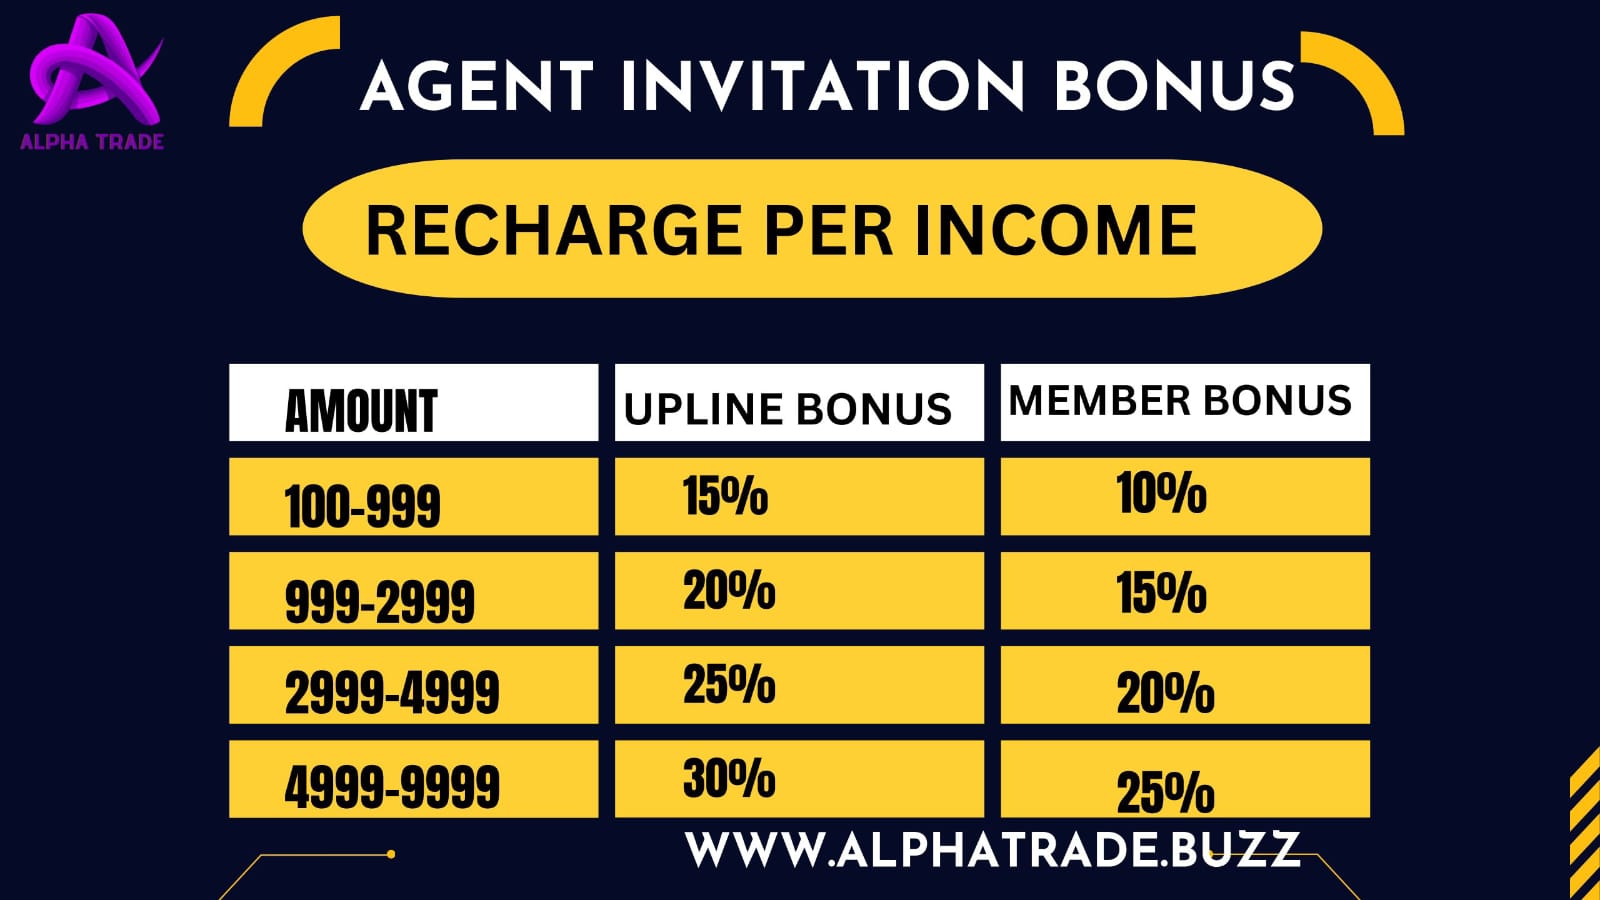 ALPHA TRADE
AGENT INVITATION BONUS
RECHARGE PER INCOME
AMOUNT UPLINE BONUS MEMBER BONUS
100-999 15% 10%
999-2999 20% 15%
2999-4999 25% 20%
4999-9999 30% 25%
WWW.ALPHATRADE.BUZZ